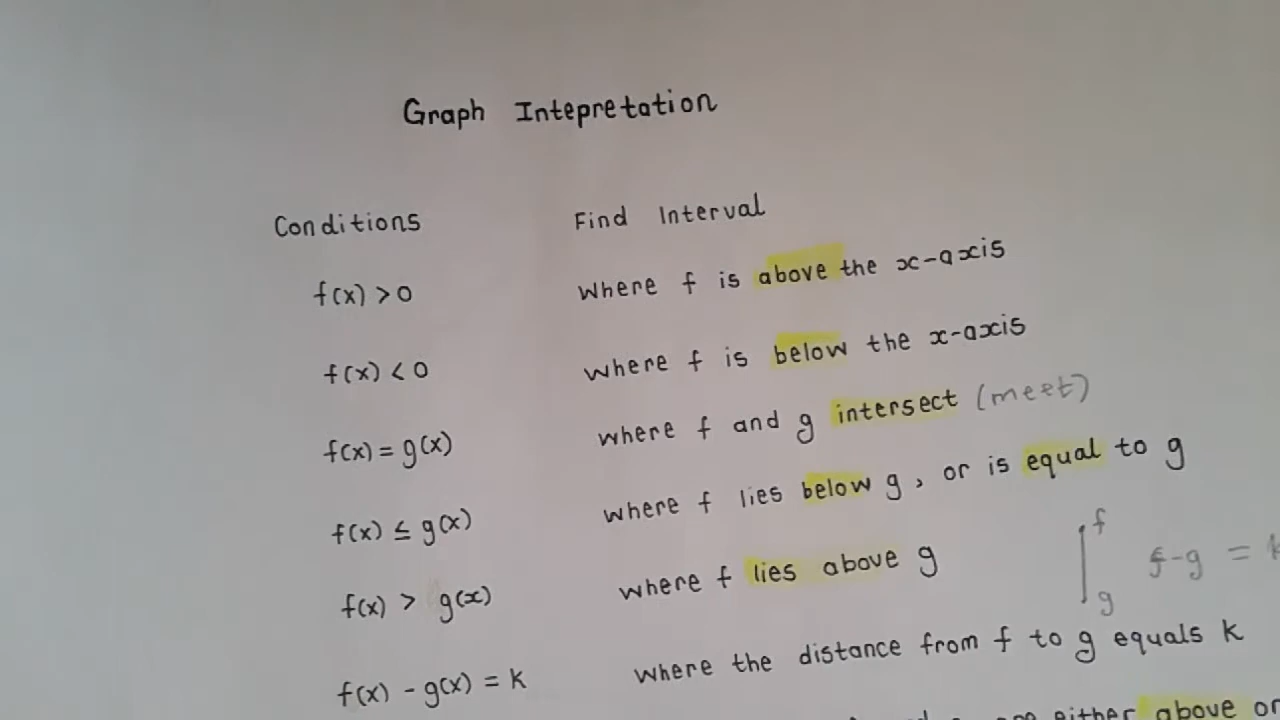 Graph Intepretation
Conditions Find Interval
f(x) > 0 where f is above the x-axis
f(x) < 0 where f is below the x-axis
f(x) = g(x) where f and g intersect (meet)
f(x) ≤ g(x) where f lies below g, or is equal to g
f(x) > g(x) where f lies above g
f
g
f-g =
f(x) - g(x) = k where the distance from f to g equals k
either above or